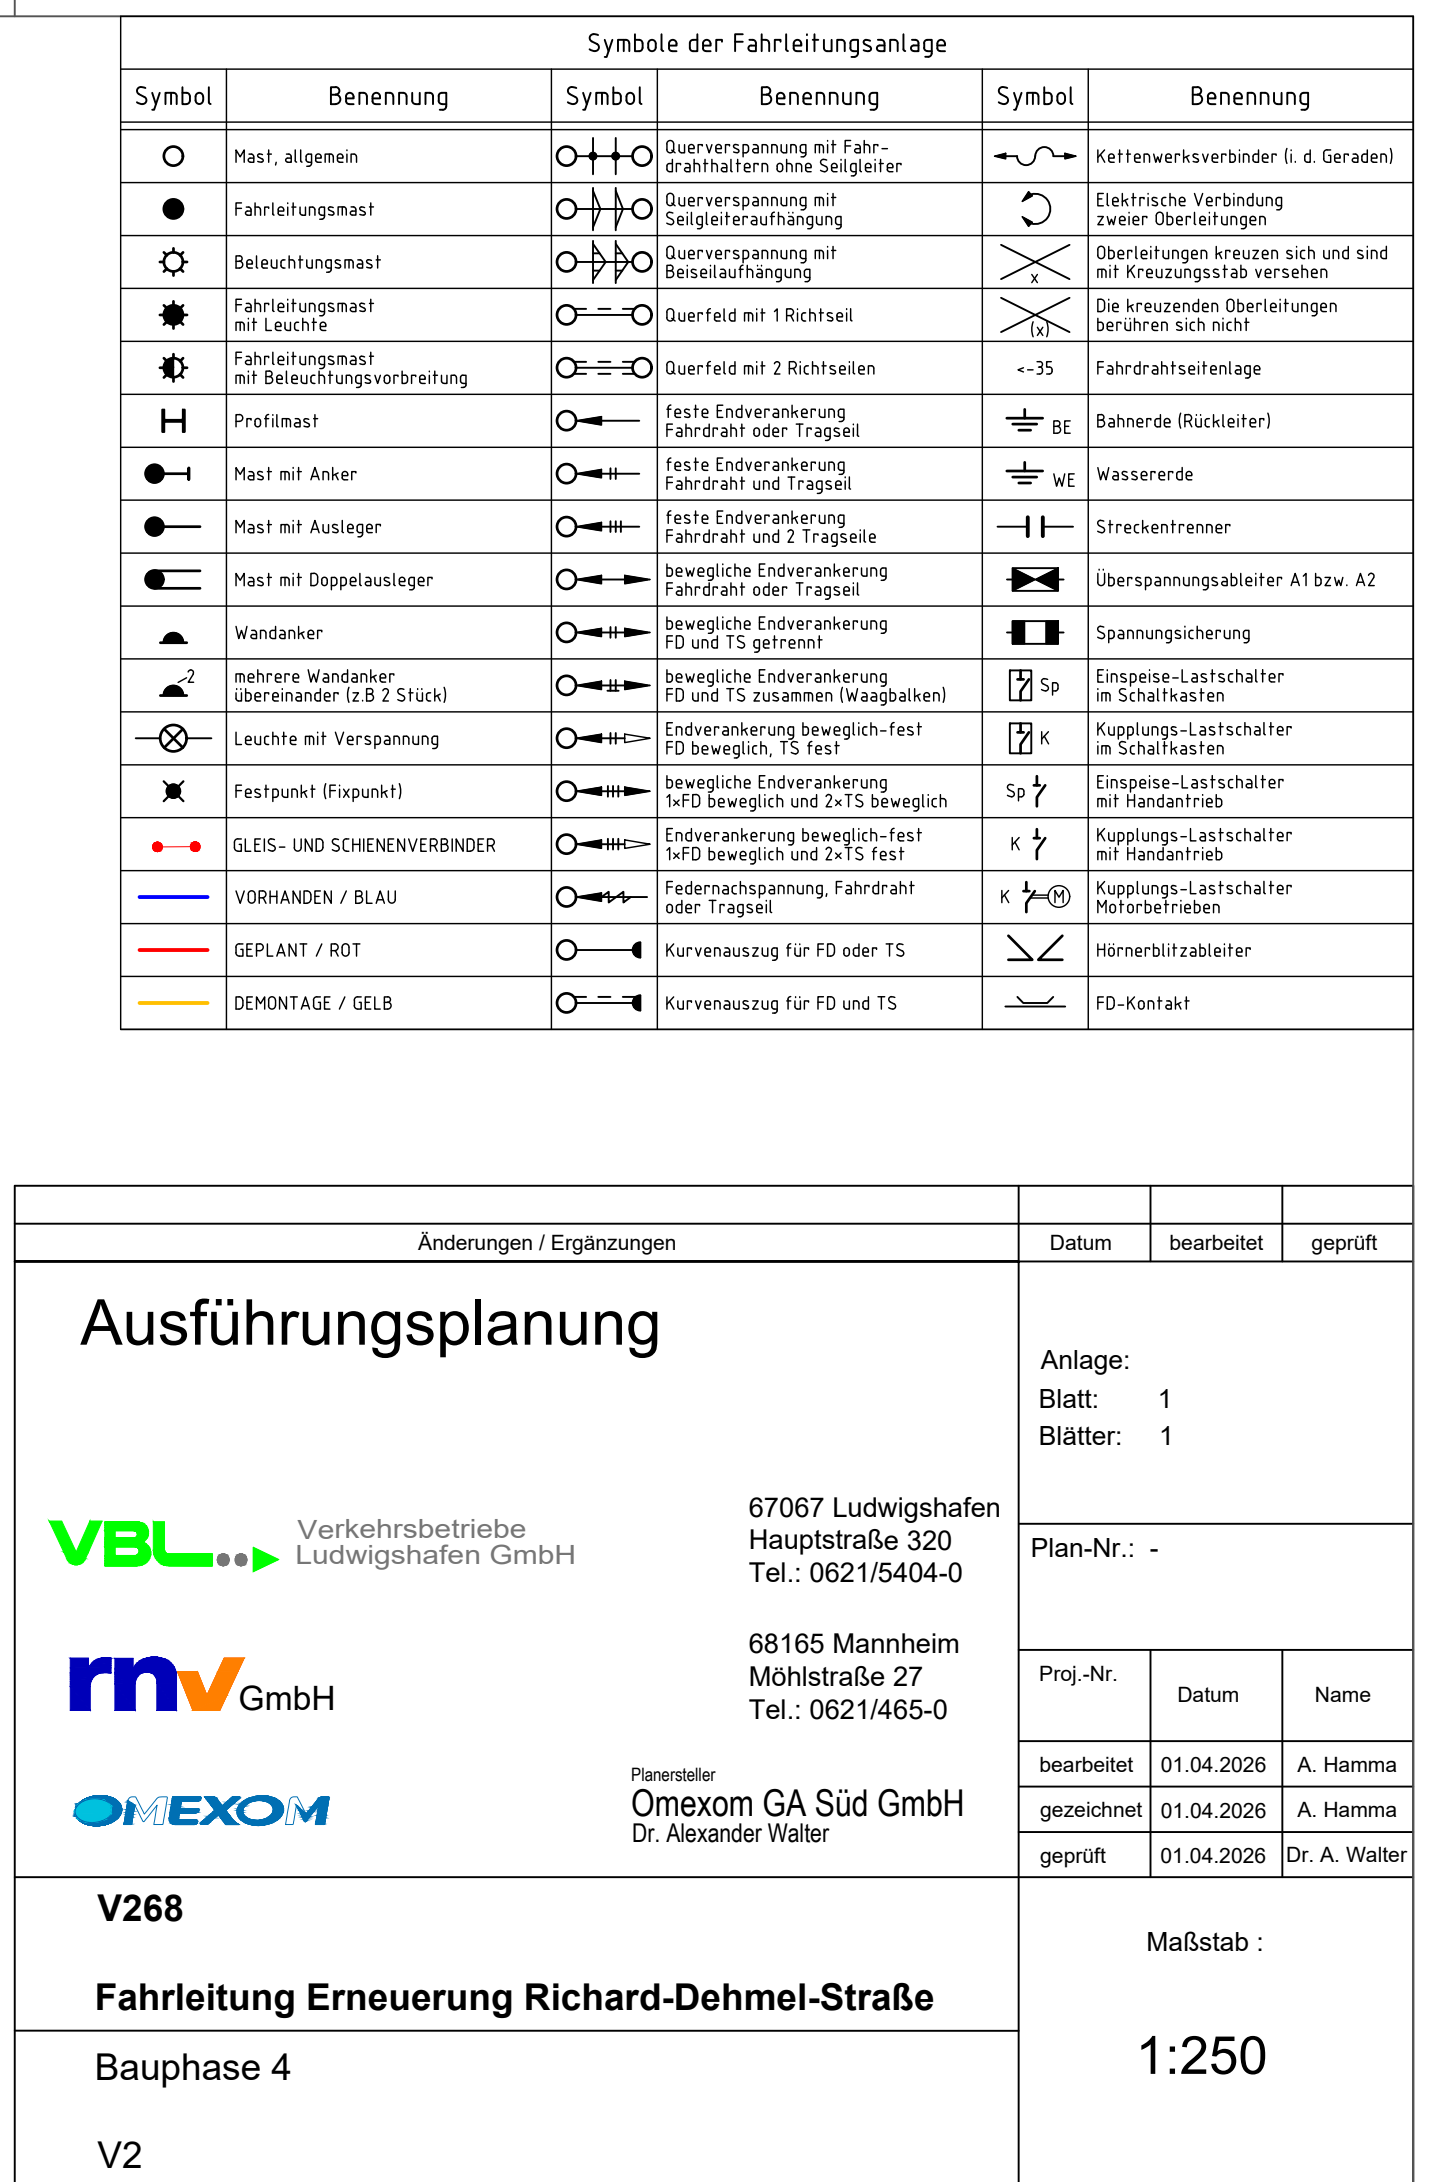 Symbole der Fahrleitungsanlage
Symbol Benennung Symbol Benennung Symbol Benennung
Mast, allgemein
Querverspannung mit Fahr-
drahthaltern ohne Seilgleiter
Kettenwerksverbinder (i. d. Geraden)
Fahrleitungsmast
Querverspannung mit
Seilgleiteraufhängung
Elektrische Verbindung
zweier Oberleitungen
Beleuchtungsmast
Querverspannung mit
Beiseilaufhängung
x
Oberleitungen kreuzen sich und sind
mit Kreuzungsstab versehen
Fahrleitungsmast
mit Leuchte
Querfeld mit 1 Richtseil
(x)
Die kreuzenden Oberleitungen
berühren sich nicht
Fahrleitungsmast
mit Beleuchtungsvorbreitung
Querfeld mit 2 Richtseilen
<-35
Fahrdrahtseitenlage
Profilmast
feste Endverankerung
Fahrdraht oder Tragseil
BE
Bahnerde (Rückleiter)
Mast mit Anker
feste Endverankerung
Fahrdraht und Tragseil
WE
Wassererde
Mast mit Ausleger
feste Endverankerung
Fahrdraht und 2 Tragseile
Streckentrenner
Mast mit Doppelausleger
bewegliche Endverankerung
Fahrdraht oder Tragseil
Überspannungsableiter A1 bzw. A2
Wandanker
bewegliche Endverankerung
FD und TS getrennt
Spannungsicherung
2
mehrere Wandanker
übereinander (z.B 2 Stück)
bewegliche Endverankerung
FD und TS zusammen (Waagbalken)
Sp
Einspeise-Lastschalter
im Schaltkasten
Leuchte mit Verspannung
Endverankerung beweglich-fest
FD beweglich, TS fest
K
Kupplungs-Lastschalter
im Schaltkasten
Festpunkt (Fixpunkt)
bewegliche Endverankerung
1×FD beweglich und 2×TS beweglich
Sp
Einspeise-Lastschalter
mit Handantrieb
GLEIS- UND SCHIENENVERBINDER
Endverankerung beweglich-fest
1×FD beweglich und 2×TS fest
K
Kupplungs-Lastschalter
mit Handantrieb
VORHANDEN / BLAU
Federnachspannung, Fahrdraht
oder Tragseil
K M
Kupplungs-Lastschalter
Motorbetrieben
GEPLANT / ROT
Kurvenauszug für FD oder TS
Hörnerblitzableiter
DEMONTAGE / GELB
Kurvenauszug für FD und TS
FD-Kontakt
Änderungen / Ergänzungen Datum bearbeitet geprüft
Ausführungsplanung
Anlage:
Blatt: 1
Blätter: 1
VBL
Verkehrsbetriebe
Ludwigshafen GmbH
67067 Ludwigshafen
Hauptstraße 320
Tel.: 0621/5404-0
Plan-Nr.: -
rnv GmbH
68165 Mannheim
Möhlstraße 27
Tel.: 0621/465-0
Proj.-Nr. Datum Name
bearbeitet 01.04.2026 A. Hamma
gezeichnet 01.04.2026 A. Hamma
geprüft 01.04.2026 Dr. A. Walter
OMEXOM
Planersteller
Omexom GA Süd GmbH
Dr. Alexander Walter
V268
Fahrleitung Erneuerung Richard-Dehmel-Straße
Maßstab :
1:250
Bauphase 4
V2